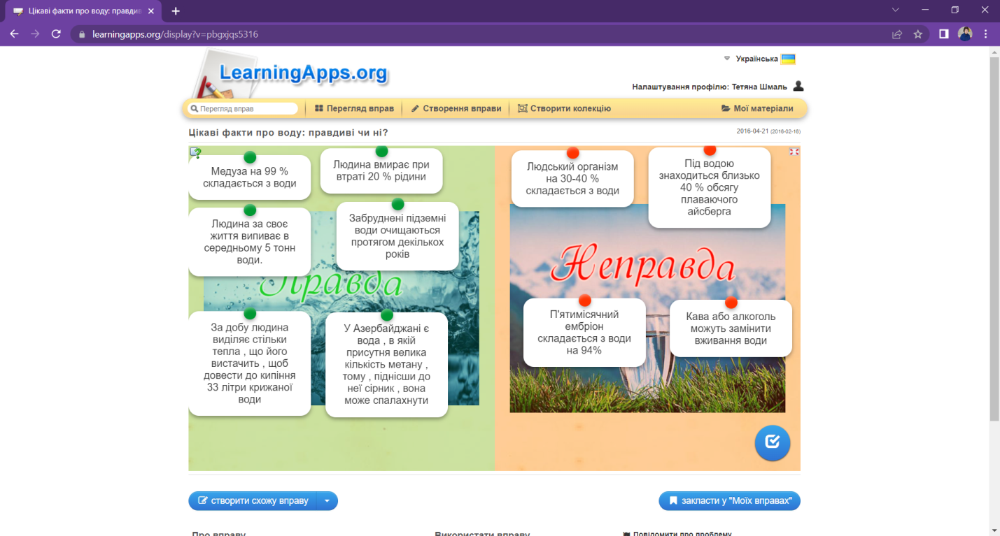 Цікаві факти про воду: правдив
learningapps.org/display?v=pbgxjqs5316
LearningApps.org
Українська
Налаштування профілю: Тетяна Шмаль
Перегляд вправ
Перегляд вправ
Створення вправи
Створити колекцію
Мої матеріали
Цікаві факти про воду: правдиві чи ні?
2016-04-21 (2016-02-16)
Медуза на 99 %
складається з води
Людина вмирає при
втраті 20 % рідини
Людина за своє
життя випиває в
середньому 5 тонн
води.
Забруднені підземні
води очищаються
протягом декількох
років
Правда
За добу людина
виділяє стільки
тепла , що його
вистачить , щоб
довести до кипіння
33 літри крижаної
води
У Азербайджані є
вода , в якій
присутня велика
кількість метану ,
тому , піднісши до
неї сірник , вона
може спалахнути
Людський організм
на 30-40 %
складається з води
Під водою
знаходиться близько
40 % обсягу
плаваючого
айсберга
Неправда
П'ятимісячний
ембріон
складається з води
на 94%
Кава або алкоголь
можуть замінити
вживання води
створити схожу вправу
закласти у "Моїх вправах"
Про вправу
Використати вправу
Повідомити про проблему